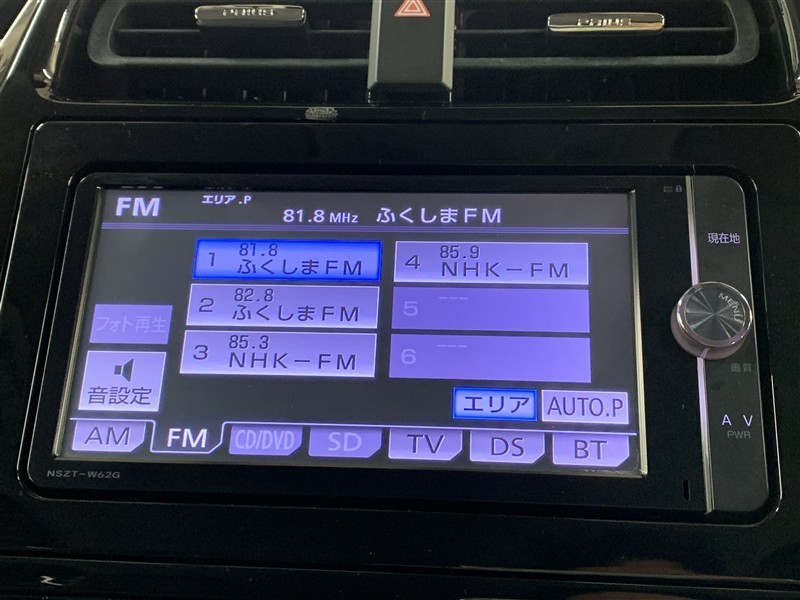 PRIUS
PRIUS
FM
エリア.P
81.8 MHz ふくしまFM
1 81.8 ふくしまFM
4 85.9 NHK-FM
2 82.8 ふくしまFM
5 ---
3 85.3 NHK-FM
6 ---
フォト再生
音設定
エリア
AUTO.P
AM
FM
CD/DVD
SD
TV
DS
BT
NSZT-W62G
現在地
MENU
画質
AV
PWR